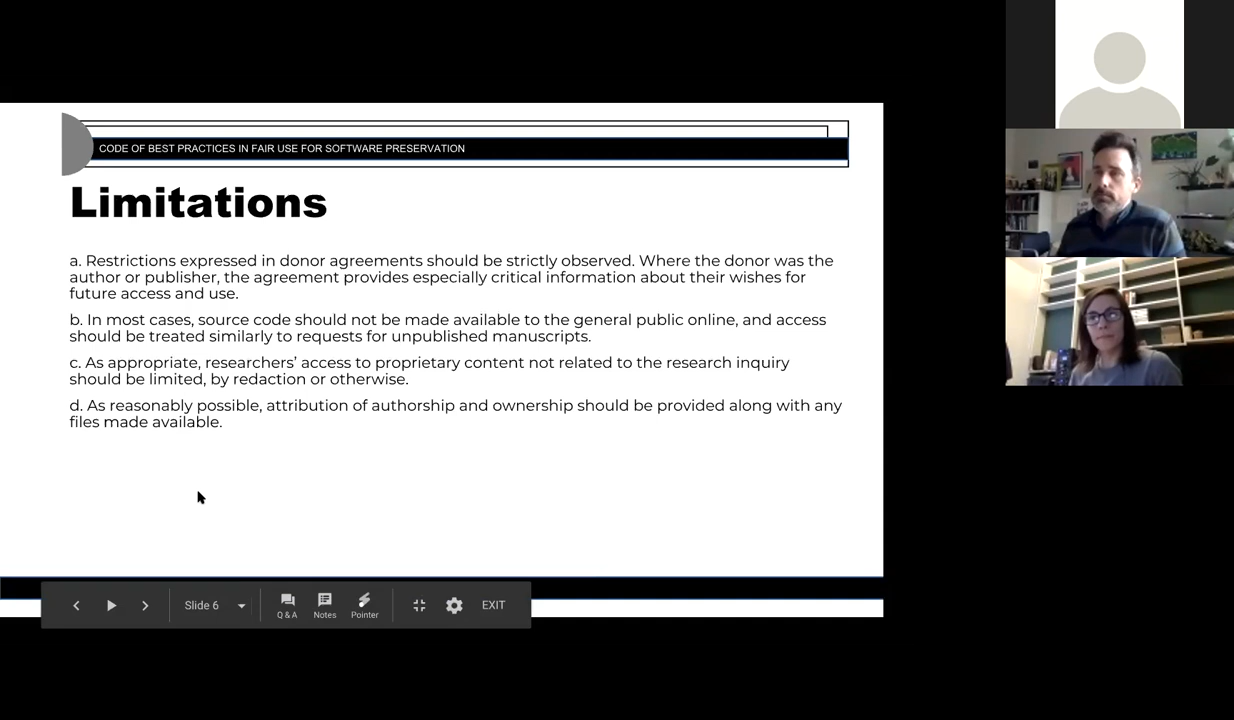 CODE OF BEST PRACTICES IN FAIR USE FOR SOFTWARE PRESERVATION
Limitations
a. Restrictions expressed in donor agreements should be strictly observed. Where the donor was the
author or publisher, the agreement provides especially critical information about their wishes for
future access and use.
b. In most cases, source code should not be made available to the general public online, and access
should be treated similarly to requests for unpublished manuscripts.
c. As appropriate, researchers’ access to proprietary content not related to the research inquiry
should be limited, by redaction or otherwise.
d. As reasonably possible, attribution of authorship and ownership should be provided along with any
files made available.
Slide 6
Q & A
Notes
Pointer
EXIT